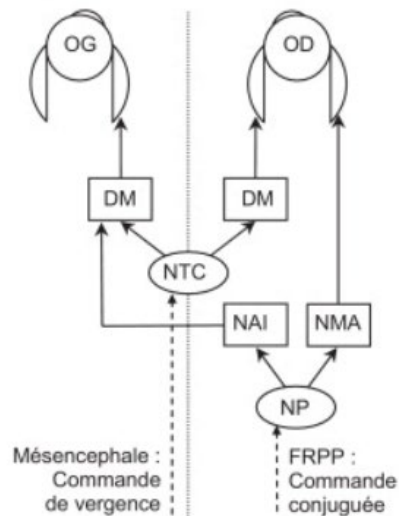 OG OD
DM DM
NTC
NAI NMA
NP
Mésencephale :
Commande
de vergence
FRPP :
Commande
conjuguée